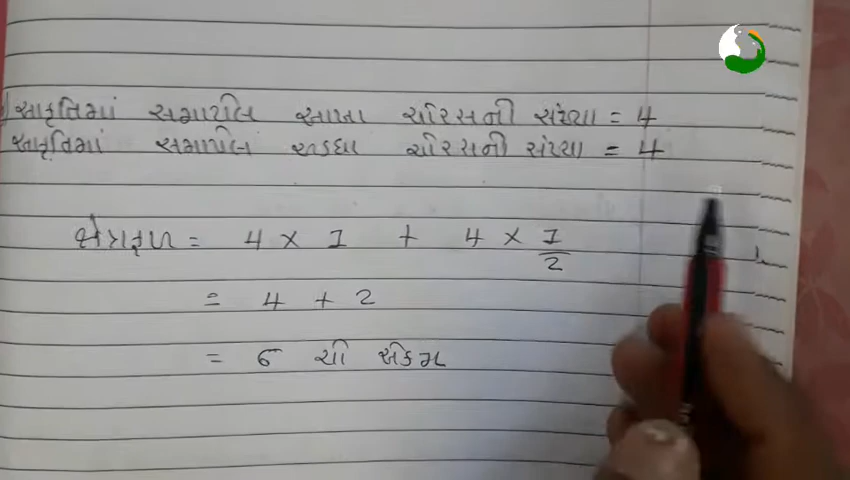 આકૃતિમાં સમાયેલ આખા ચોરસની સંખ્યા = 4
આકૃતિમાં સમાયેલ અડધા ચોરસની સંખ્યા = 4
ક્ષેત્રફળ = 4 × 1 + 4 × 1/2
= 4 + 2
= 6 ચો એકમ